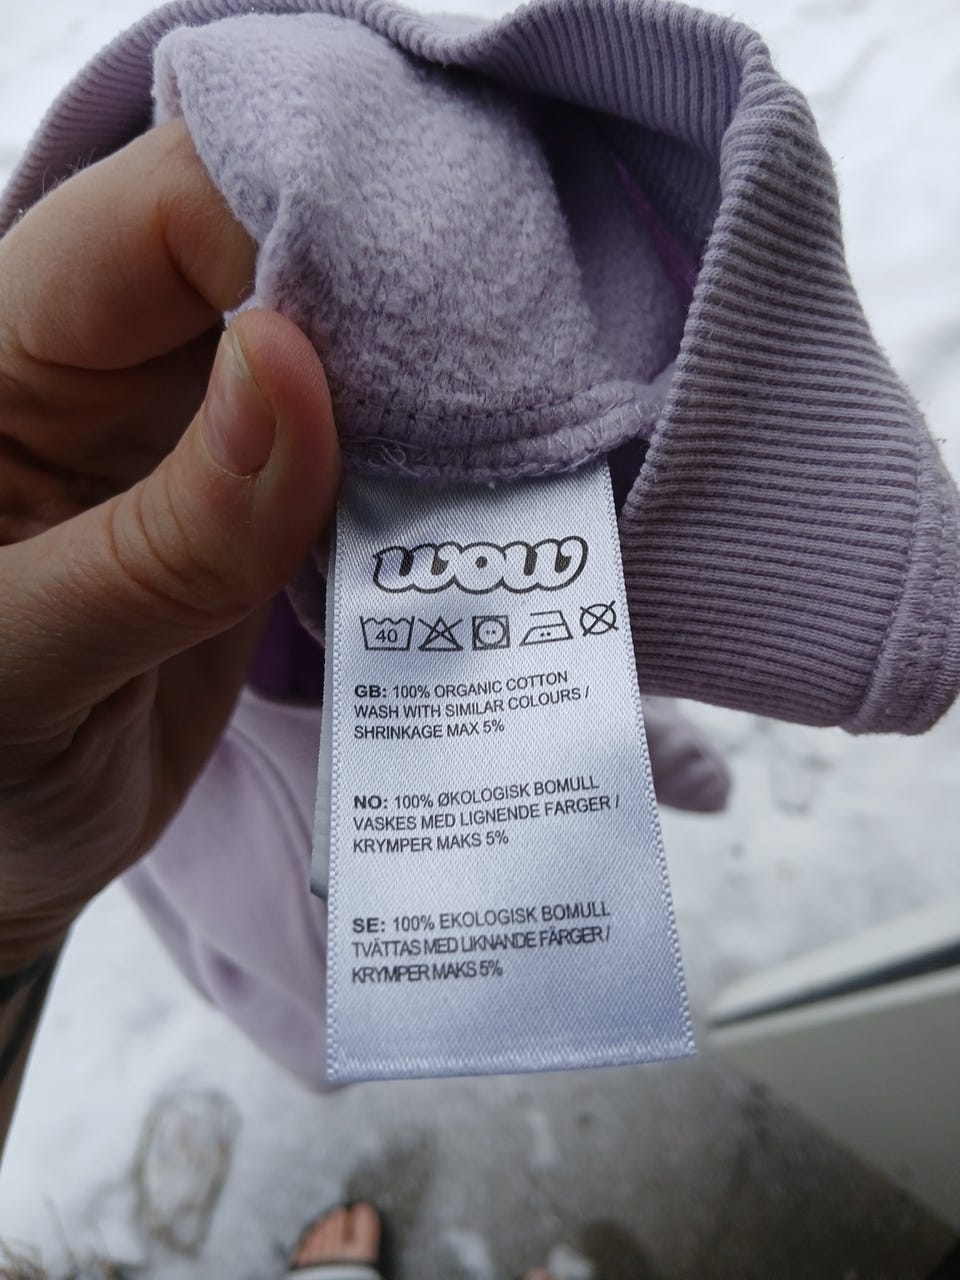 wow
40
GB: 100% ORGANIC COTTON
WASH WITH SIMILAR COLOURS /
SHRINKAGE MAX 5%
NO: 100% ØKOLOGISK BOMULL
VASKES MED LIGNENDE FARGER /
KRYMPER MAKS 5%
SE: 100% EKOLOGISK BOMULL
TVÄTTAS MED LIKNANDE FÄRGER /
KRYMPER MAKS 5%